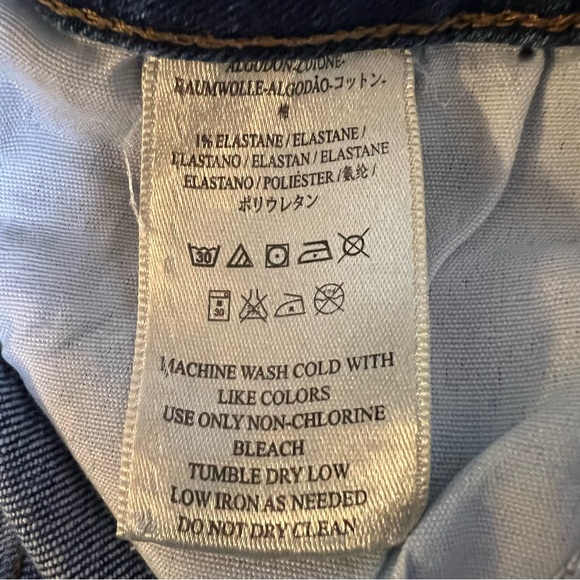 ALGODON-COTONE-
BAUMWOLLE-ALGODÃO-コットン-
棉
1% ELASTANE / ELASTANE /
ELASTANO / ELASTAN / ELASTANE
ELASTANO / POLIÉSTER /氨纶 /
ポリウレタン
30
30
MACHINE WASH COLD WITH
LIKE COLORS
USE ONLY NON-CHLORINE
BLEACH
TUMBLE DRY LOW
LOW IRON AS NEEDED
DO NOT DRY CLEAN